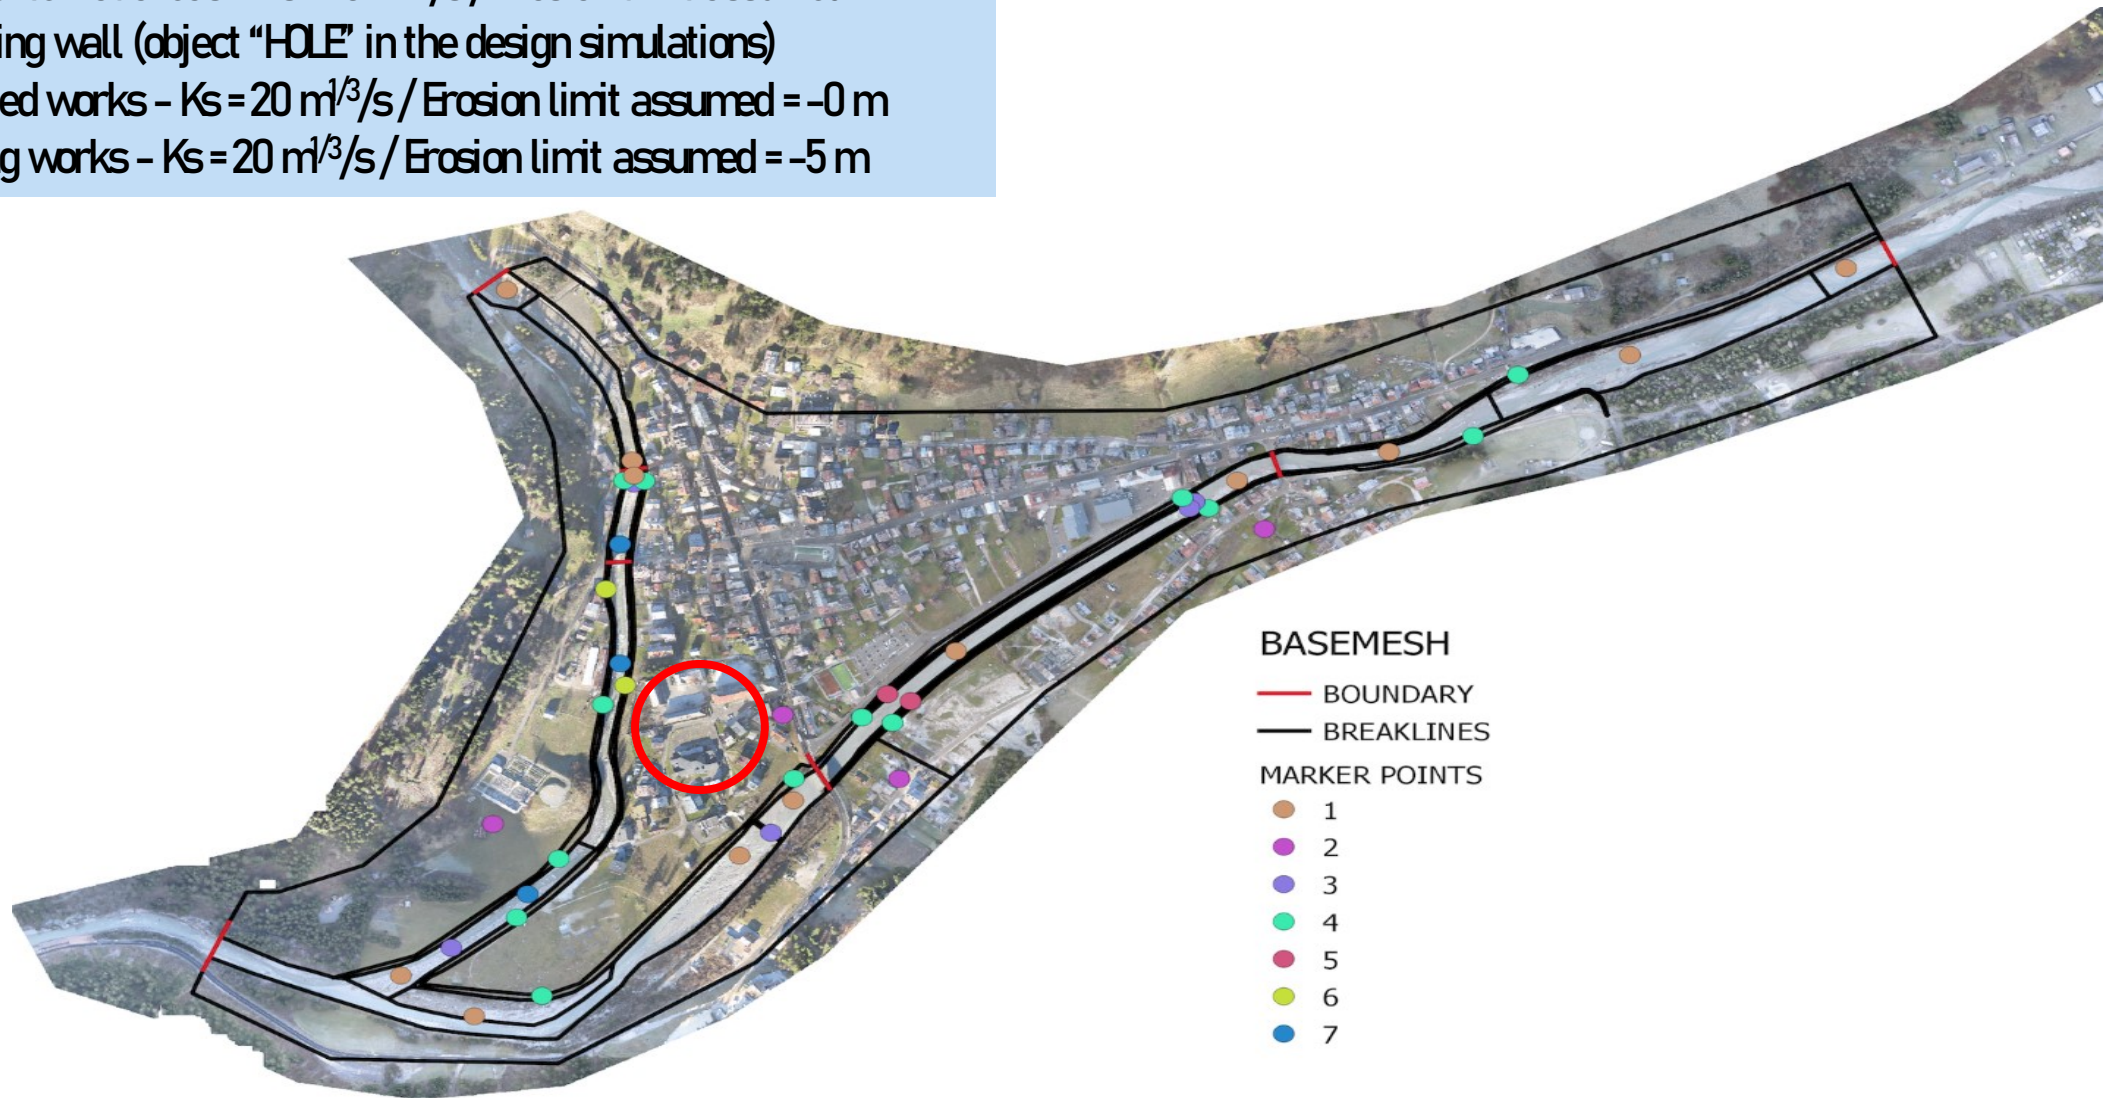 ing wall (object “HOLE” in the design simulations)
ed works - Ks = 20 m1/3/s / Erosion limit assumed = -0 m
g works - Ks = 20 m1/3/s / Erosion limit assumed = -5 m
BASEMESH
BOUNDARY
BREAKLINES
MARKER POINTS
1
2
3
4
5
6
7